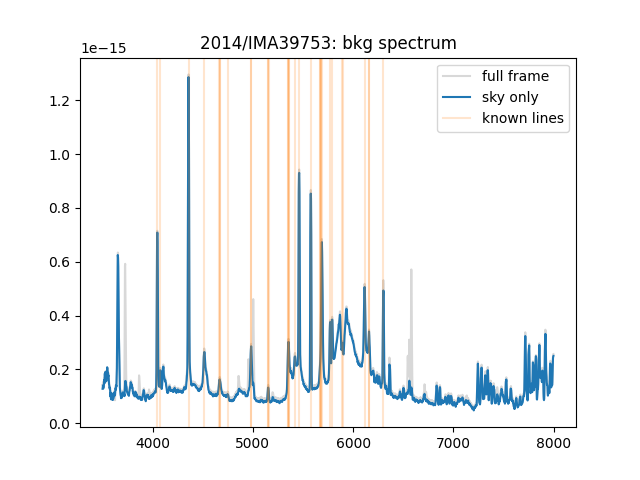 2014/IMA39753: bkg spectrum
1e−15
full frame
sky only
known lines
1.2
1.0
0.8
0.6
0.4
0.2
0.0
4000 5000 6000 7000 8000